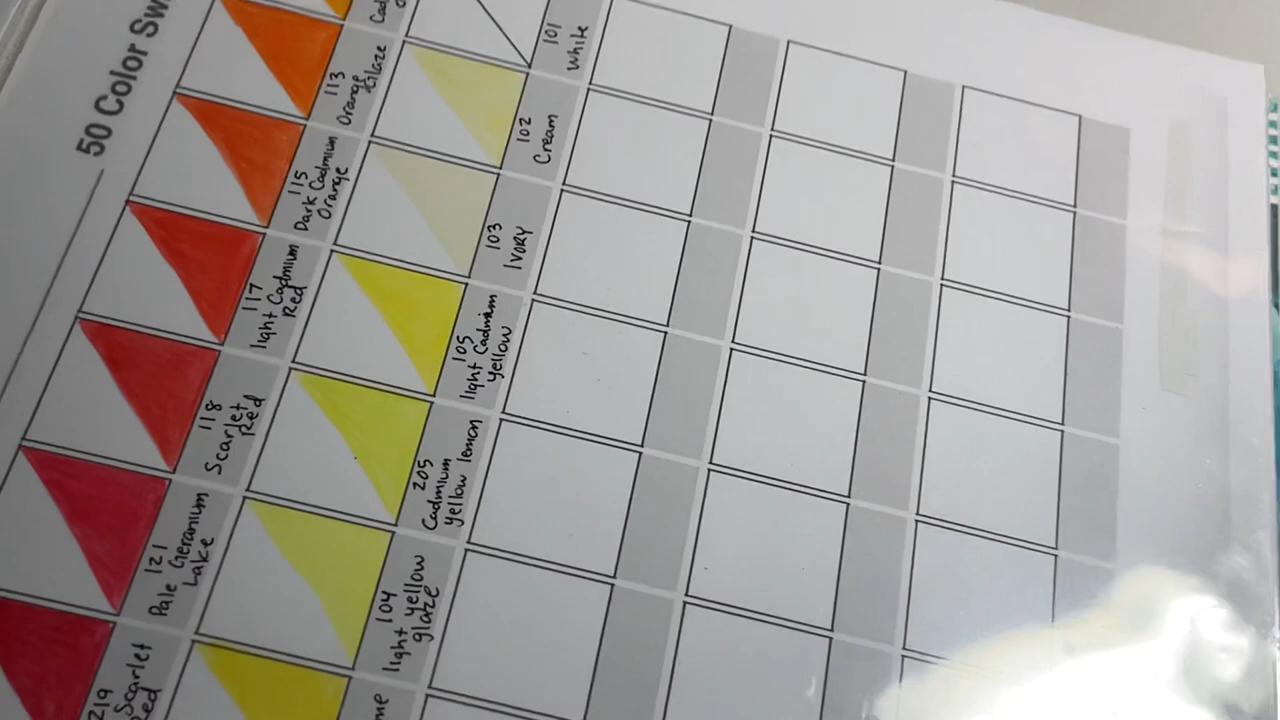 50 Color Sw
Cad
113
Orange
Glaze
115
Dark Cadmium
Orange
117
light Cadmium
Red
118
Scarlet
Red
121
Pale Geranium
Lake
219
Scarlet
Red
101
White
102
Cream
103
IVORY
105
light Cadmium
Yellow
205
Cadmium
yellow lemon
104
light yellow
glaze
me